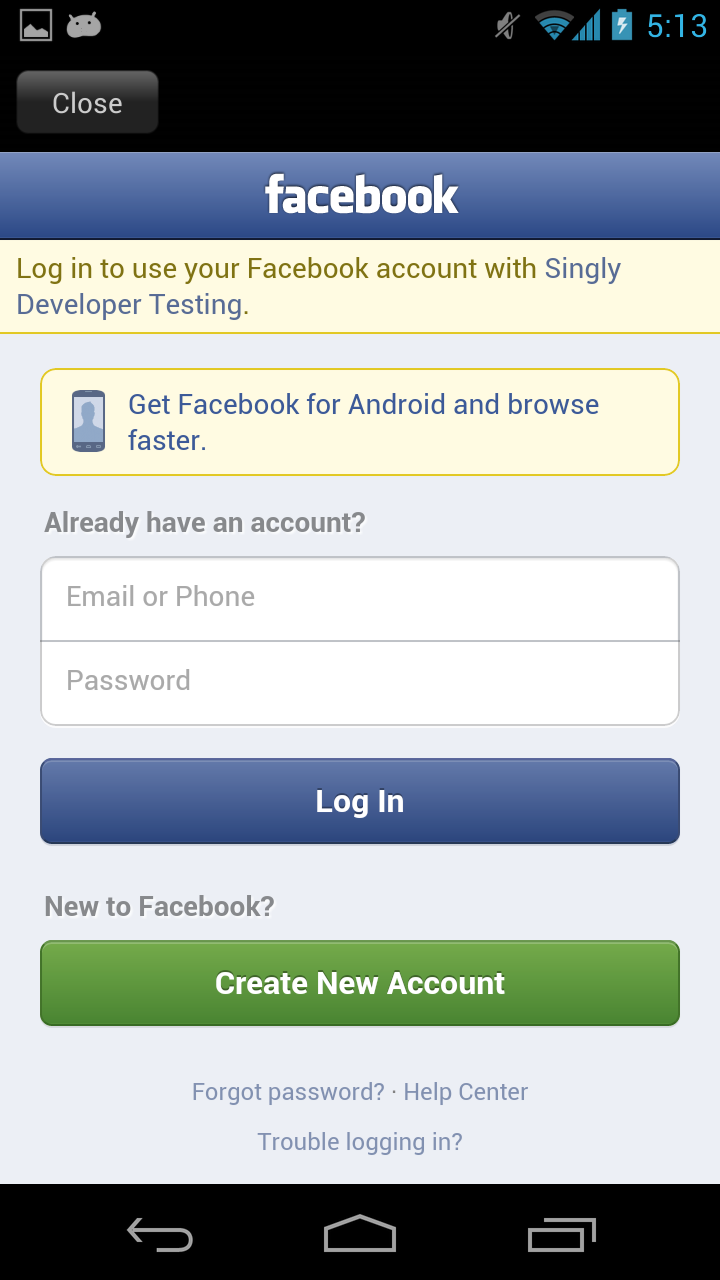 5:13
Close
facebook
Log in to use your Facebook account with Singly
Developer Testing.
Get Facebook for Android and browse
faster.
Already have an account?
Email or Phone
Password
Log In
New to Facebook?
Create New Account
Forgot password? · Help Center
Trouble logging in?